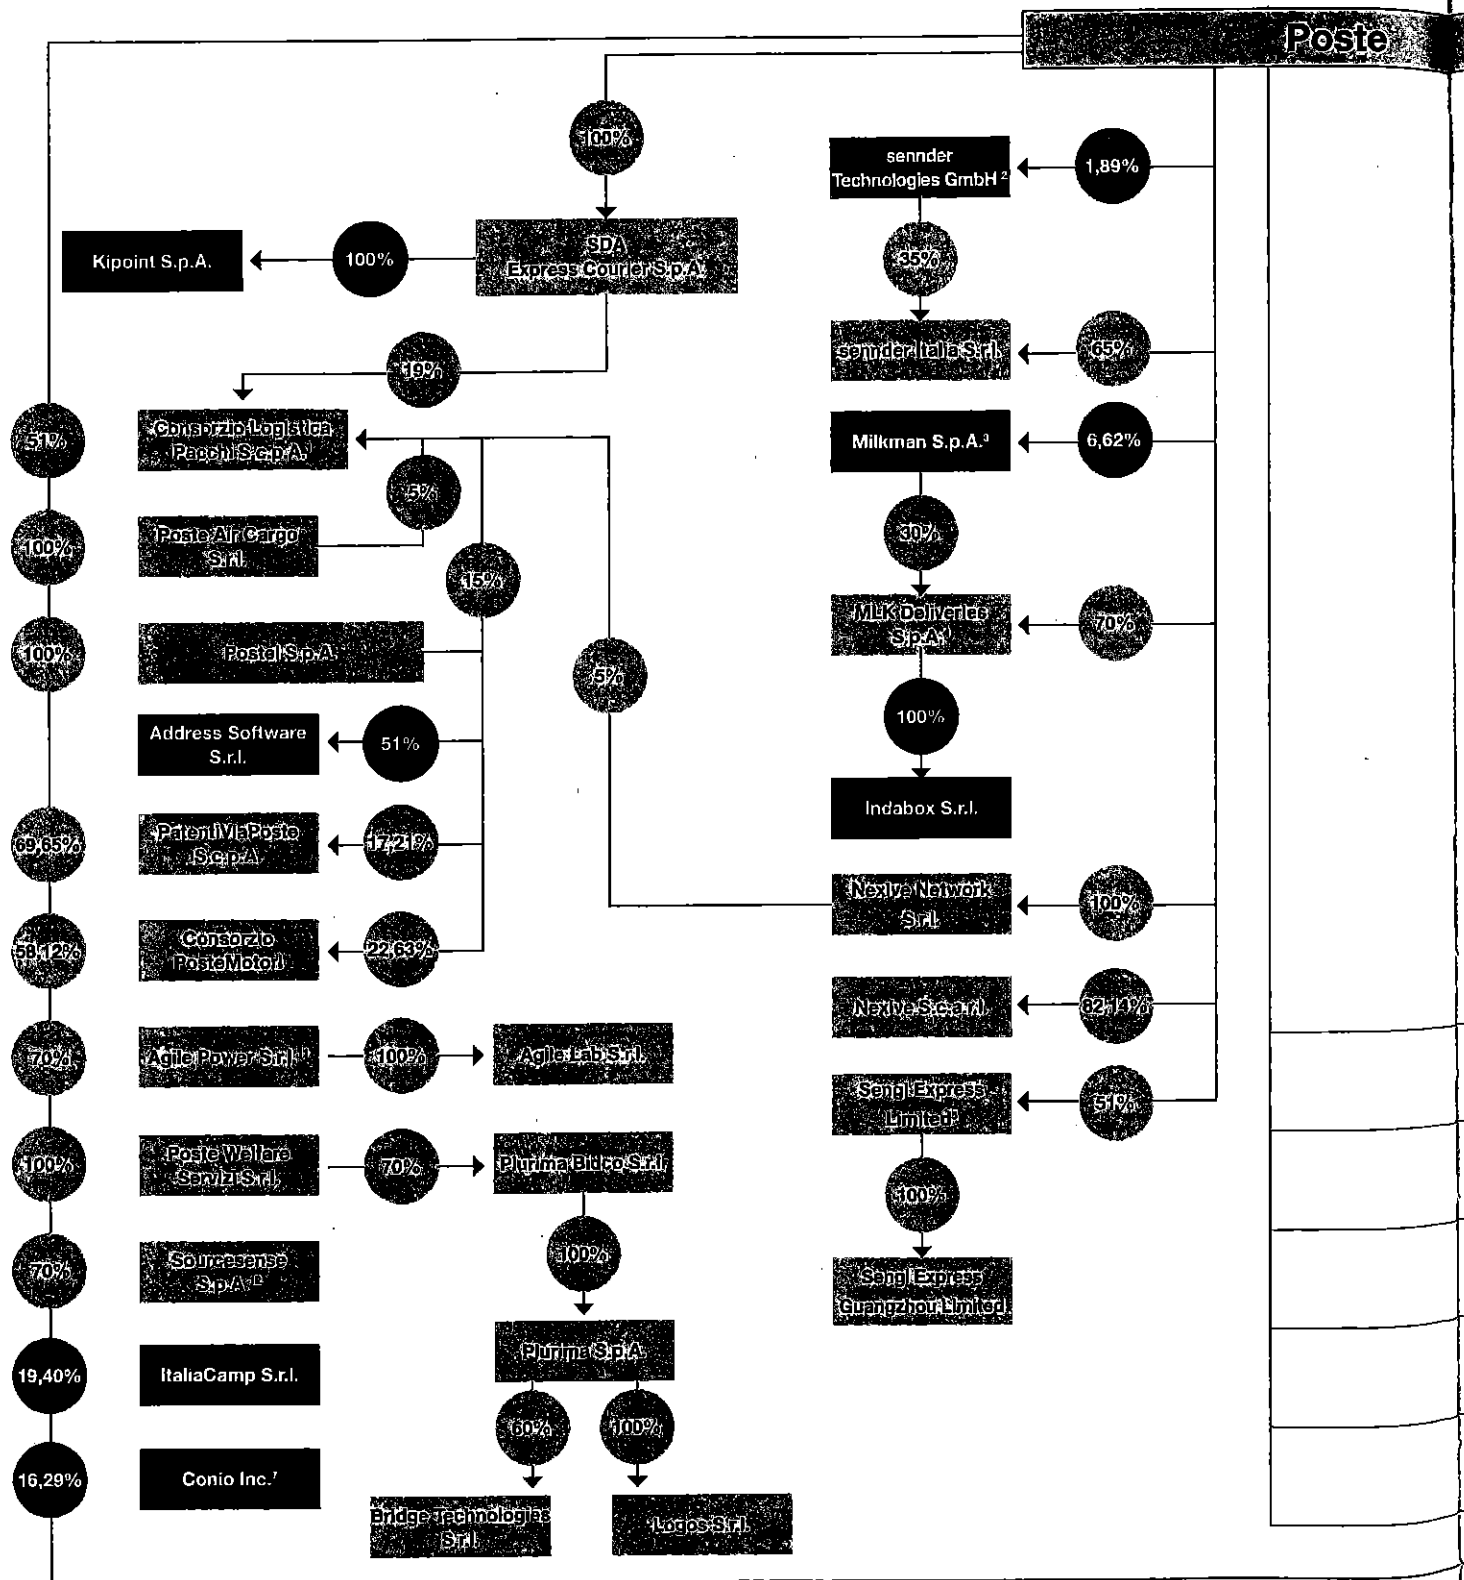 Poste
100%
sennder
Technologies GmbH ²
1,89%
Kipoint S.p.A.
100%
SDA
Express Courier S.p.A.
35%
19%
sennder Italia S.r.l.
65%
51%
Consorzio Logistica
Pacchi S.c.p.A.¹
Milkman S.p.A.³
6,62%
5%
30%
100%
Poste Air Cargo
S.r.l.
15%
MLK Deliveries
S.p.A.
70%
100%
Postel S.p.A.
5%
100%
Address Software
S.r.l.
51%
Indabox S.r.l.
69,65%
PatentiViaPoste
S.c.p.A.
17,21%
Nexive Network
S.r.l.
100%
58,12%
Consorzio
PosteMotori
22,63%
Nexive S.c.a.r.l.
82,14%
70%
Agile Power S.r.l.
100%
Agile Lab S.r.l.
Sengi Express
Limited
51%
100%
Poste Welfare
Servizi S.r.l.
70%
Plurima Bidco S.r.l.
100%
70%
Sourcesense
S.p.A.
100%
Sengi Express
Guangzhou Limited
Plurima S.p.A.
19,40%
ItaliaCamp S.r.l.
60%
100%
16,29%
Conio Inc.⁷
Bridge Technologies
S.r.l.
Logos S.r.l.